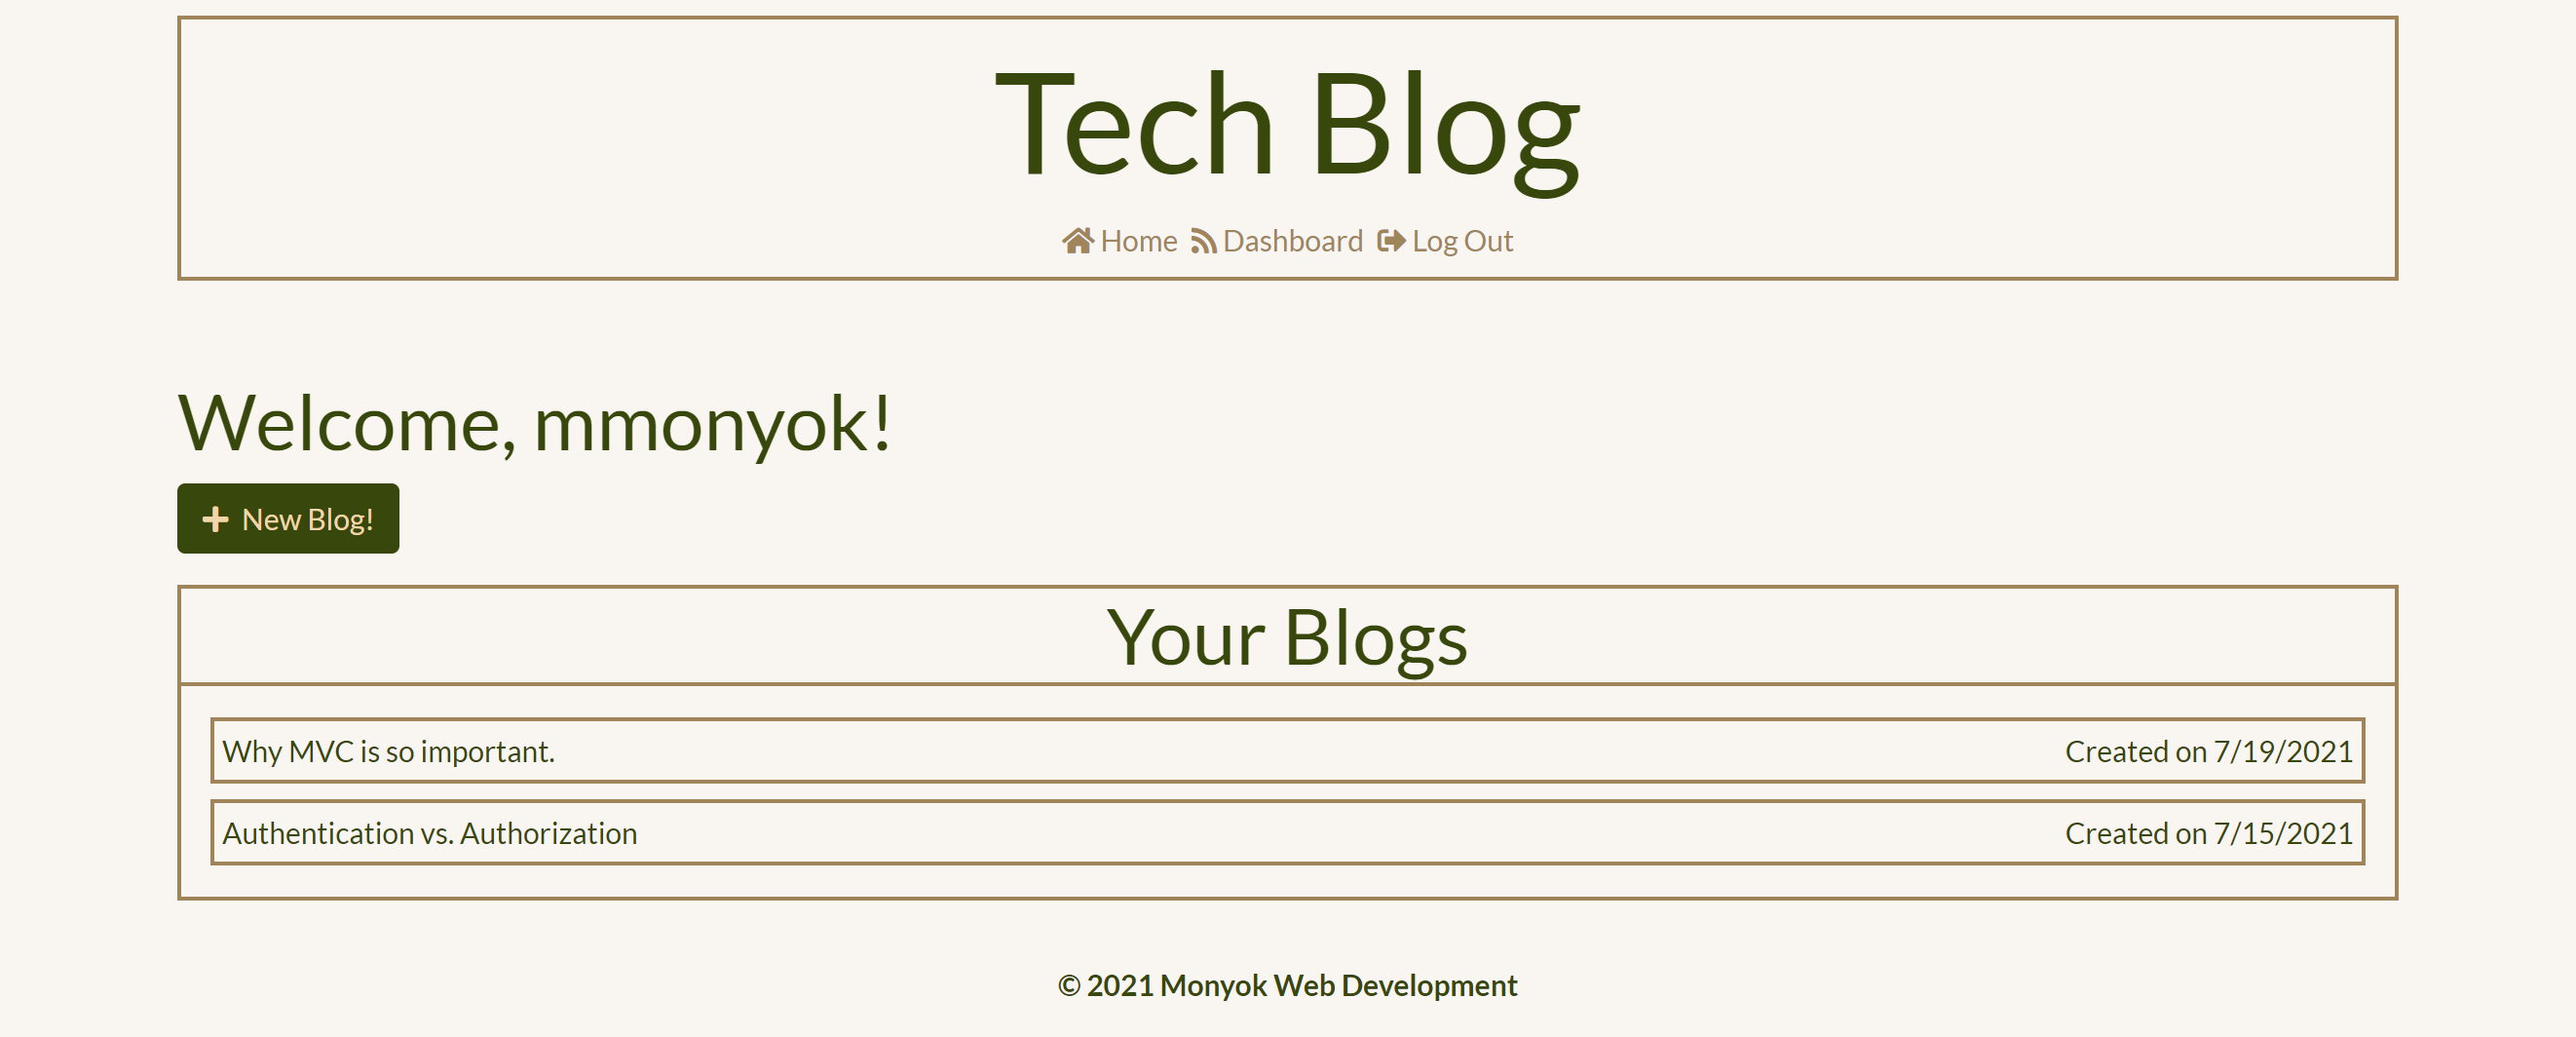 Tech Blog
Home Dashboard Log Out
Welcome, mmonyok!
New Blog!
Your Blogs
Why MVC is so important. Created on 7/19/2021
Authentication vs. Authorization Created on 7/15/2021
© 2021 Monyok Web Development